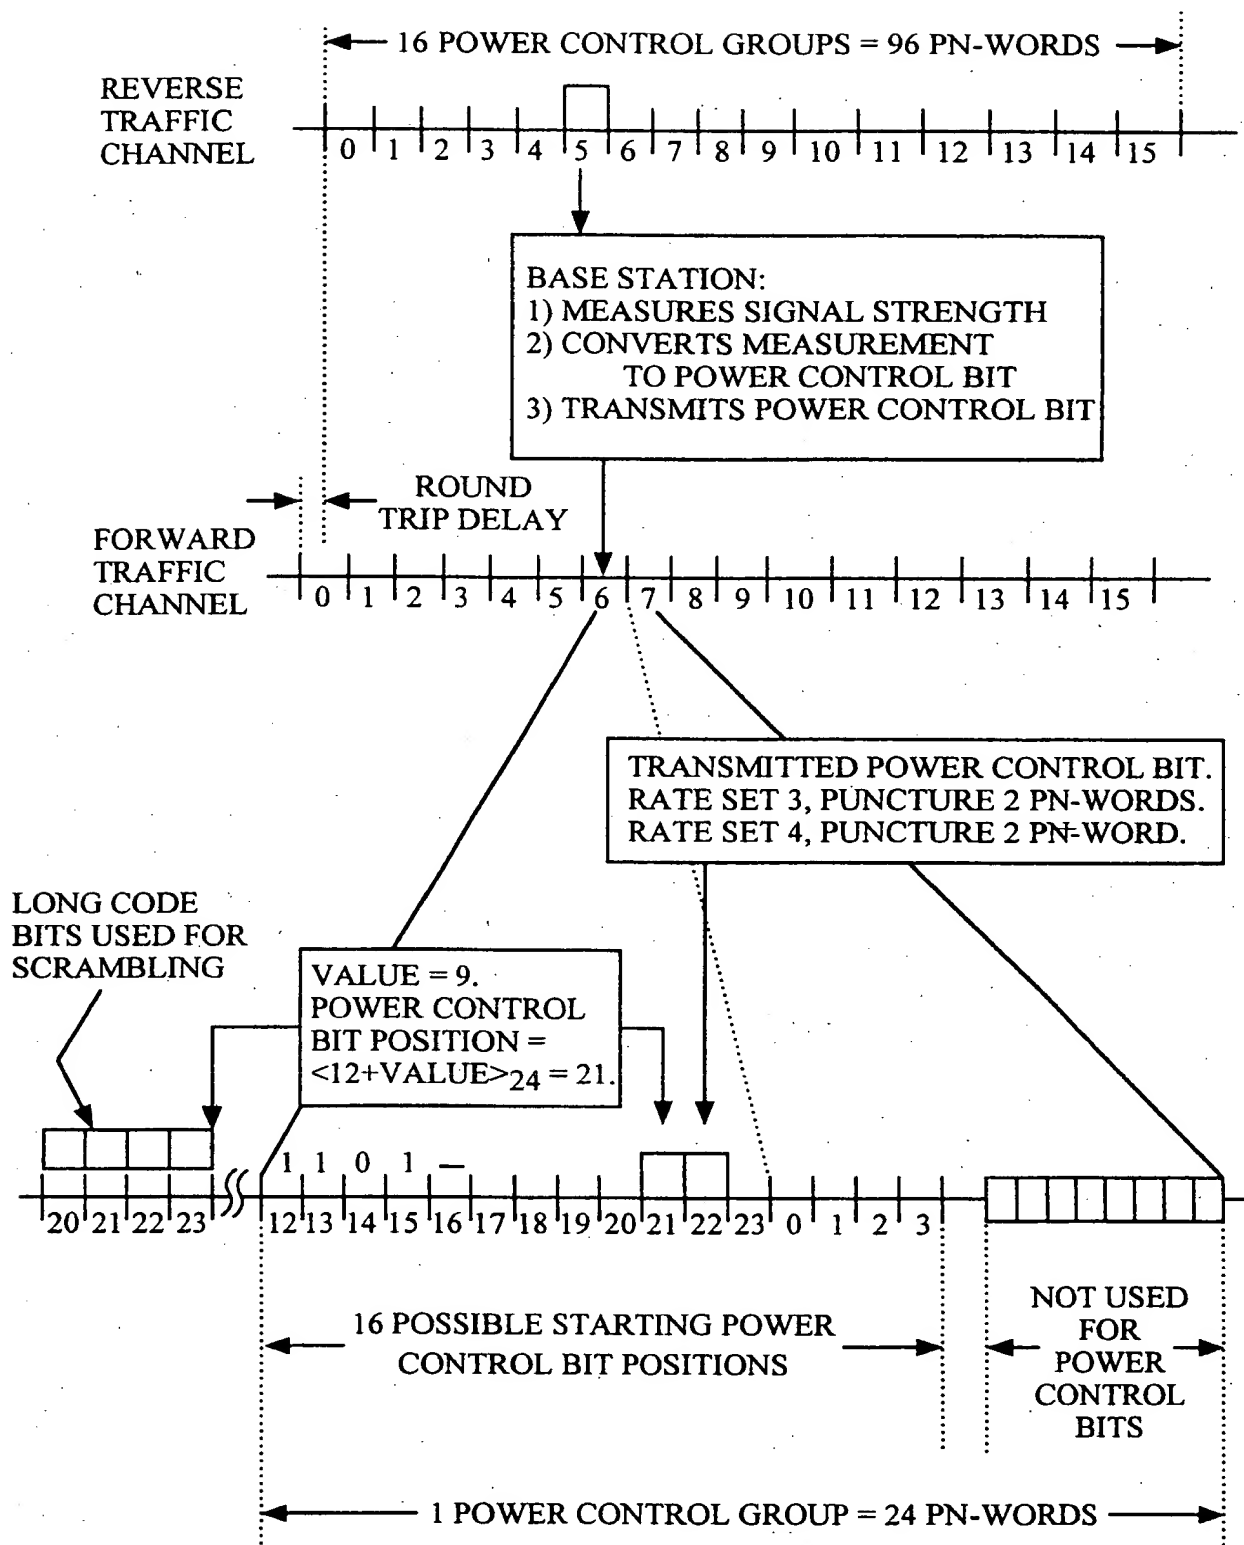 16 POWER CONTROL GROUPS = 96 PN-WORDS
REVERSE
TRAFFIC
CHANNEL
0 1 2 3 4 5 6 7 8 9 10 11 12 13 14 15
BASE STATION:
1) MEASURES SIGNAL STRENGTH
2) CONVERTS MEASUREMENT
TO POWER CONTROL BIT
3) TRANSMITS POWER CONTROL BIT
ROUND
TRIP DELAY
FORWARD
TRAFFIC
CHANNEL
0 1 2 3 4 5 6 7 8 9 10 11 12 13 14 15
TRANSMITTED POWER CONTROL BIT.
RATE SET 3, PUNCTURE 2 PN-WORDS.
RATE SET 4, PUNCTURE 2 PN-WORD.
LONG CODE
BITS USED FOR
SCRAMBLING
VALUE = 9.
POWER CONTROL
BIT POSITION =
<12+VALUE>24 = 21.
1 1 0 1 —
20 21 22 23 12 13 14 15 16 17 18 19 20 21 22 23 0 1 2 3
16 POSSIBLE STARTING POWER
CONTROL BIT POSITIONS
NOT USED
FOR
POWER
CONTROL
BITS
1 POWER CONTROL GROUP = 24 PN-WORDS